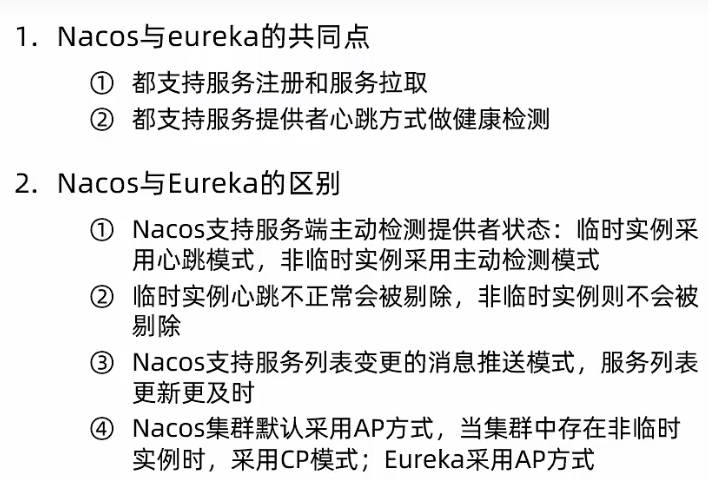 1. Nacos与eureka的共同点
① 都支持服务注册和服务拉取
② 都支持服务提供者心跳方式做健康检测
2. Nacos与Eureka的区别
① Nacos支持服务端主动检测提供者状态：临时实例采
用心跳模式，非临时实例采用主动检测模式
② 临时实例心跳不正常会被剔除，非临时实例则不会被
剔除
③ Nacos支持服务列表变更的消息推送模式，服务列表
更新更及时
④ Nacos集群默认采用AP方式，当集群中存在非临时
实例时，采用CP模式；Eureka采用AP方式